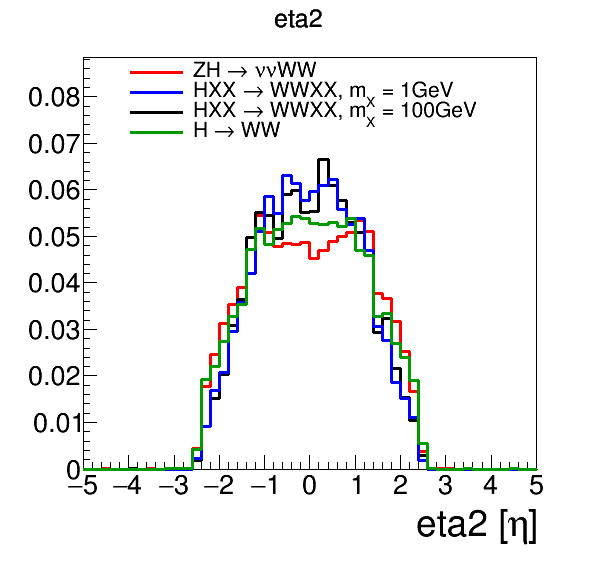 eta2
ZH → ννWW
HXX → WWXX, m_X = 1GeV
HXX → WWXX, m_X = 100GeV
H → WW
0.08
0.07
0.06
0.05
0.04
0.03
0.02
0.01
0
−5 −4 −3 −2 −1 0 1 2 3 4 5
eta2 [η]